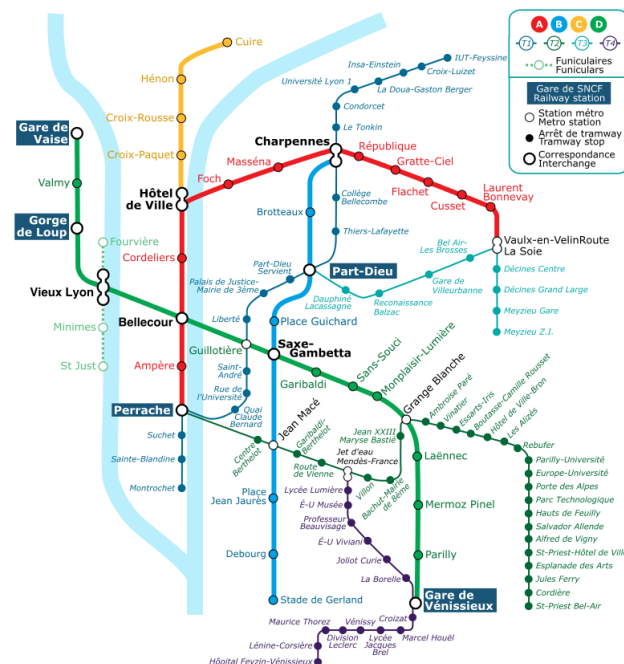 A B C D
T1 T2 T3 T4
Funiculaires
Funiculars
Gare de SNCF
Railway station
Station métro
Metro station
Arrêt de tramway
Tramway stop
Correspondance
Interchange
Cuire
Hénon
Croix-Rousse
Croix-Paquet
Hôtel
de Ville
Foch
Masséna
Charpennes
République
Gratte-Ciel
Flachet
Cusset
Laurent
Bonnevay
Vaulx-en-VelinRoute
La Soie
IUT-Feyssine
Croix-Luizet
Insa-Einstein
La Doua-Gaston Berger
Université Lyon 1
Condorcet
Le Tonkin
Collège
Bellecombe
Thiers-Lafayette
Brotteaux
Part-Dieu
Servient
Part-Dieu
Palais de Justice-
Mairie de 3ème
Liberté
Guillotière
Saint-
André
Rue de
l'Université
Quai
Claude
Bernard
Gare de
Vaise
Valmy
Gorge
de Loup
Fourvière
Vieux Lyon
Minimes
St Just
Cordeliers
Bellecour
Ampère
Perrache
Suchet
Sainte-Blandine
Montrochet
Place Guichard
Saxe-
Gambetta
Garibaldi
Sans-Souci
Monplaisir-Lumière
Grange Blanche
Laënnec
Mermoz Pinel
Parilly
Gare de
Vénissieux
Bel Air-
Les Brosses
Gare de
Villeurbanne
Reconaissance
Balzac
Dauphiné
Lacassagne
Décines Centre
Décines Grand Large
Meyzieu Gare
Meyzieu Z.I.
Jean Macé
Place
Jean Jaurès
Debourg
Stade de Gerland
Centre
Berthelot
Garibaldi
Berthelot
Route
de Vienne
Jet d'eau
Mendès-France
Villon
Bachut-Mairie
de 8ème
Jean XXIII
Maryse Bastié
Ambroise Paré
Vinatier
Essarts-Iris
Boutasse-Camille Rousset
Hôtel de Ville-Bron
Les Alizés
Rebufer
Parilly-Université
Europe-Université
Porte des Alpes
Parc Technologique
Hauts de Feuilly
Salvador Allende
Alfred de Vigny
St-Priest-Hôtel de Ville
Esplanade des Arts
Jules Ferry
Cordière
St-Priest Bel-Air
Lycée Lumière
É-U Musée
Professeur
Beauvisage
É-U Viviani
Joliot Curie
La Borelle
Croizat
Marcel Houël
Lycée
Jacques
Brel
Vénissy
Division
Leclerc
Maurice Thorez
Lénine-Corsière
Hôpital Feyzin-Vénissieux